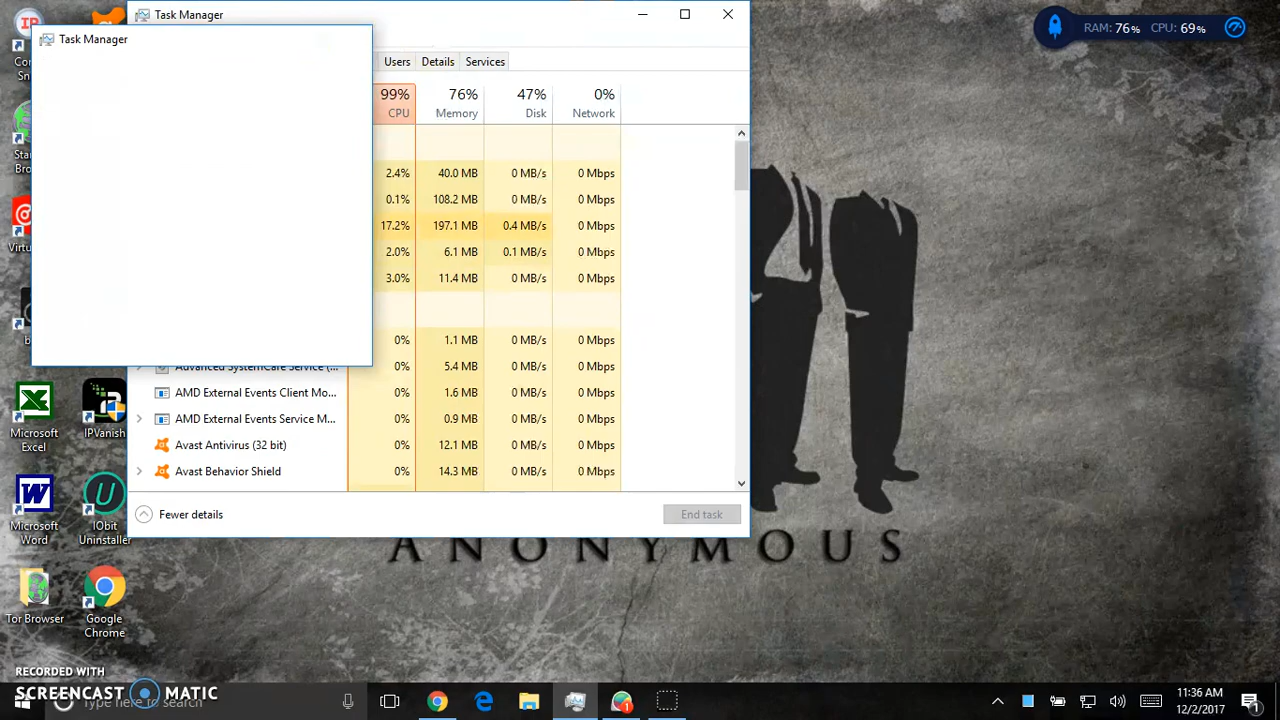 Task Manager
Task Manager
RAM: 76%
CPU: 69%
Users
Details
Services
99%
76%
47%
0%
CPU
Memory
Disk
Network
2.4%
40.0 MB
0 MB/s
0 Mbps
0.1%
108.2 MB
0 MB/s
0 Mbps
17.2%
197.1 MB
0.4 MB/s
0 Mbps
2.0%
6.1 MB
0.1 MB/s
0 Mbps
3.0%
11.4 MB
0 MB/s
0 Mbps
0%
1.1 MB
0 MB/s
0 Mbps
Advanced SystemCare Service (...
0%
5.4 MB
0 MB/s
0 Mbps
AMD External Events Client Mo...
0%
1.6 MB
0 MB/s
0 Mbps
AMD External Events Service M...
0%
0.9 MB
0 MB/s
0 Mbps
Avast Antivirus (32 bit)
0%
12.1 MB
0 MB/s
0 Mbps
Avast Behavior Shield
0%
14.3 MB
0 MB/s
0 Mbps
Fewer details
End task
Microsoft
Excel
IPVanish
Microsoft
Word
IObit
Uninstaller
Tor Browser
Google
Chrome
ANONYMOUS
RECORDED WITH
SCREENCAST MATIC
Type here to search
11:36 AM
12/2/2017